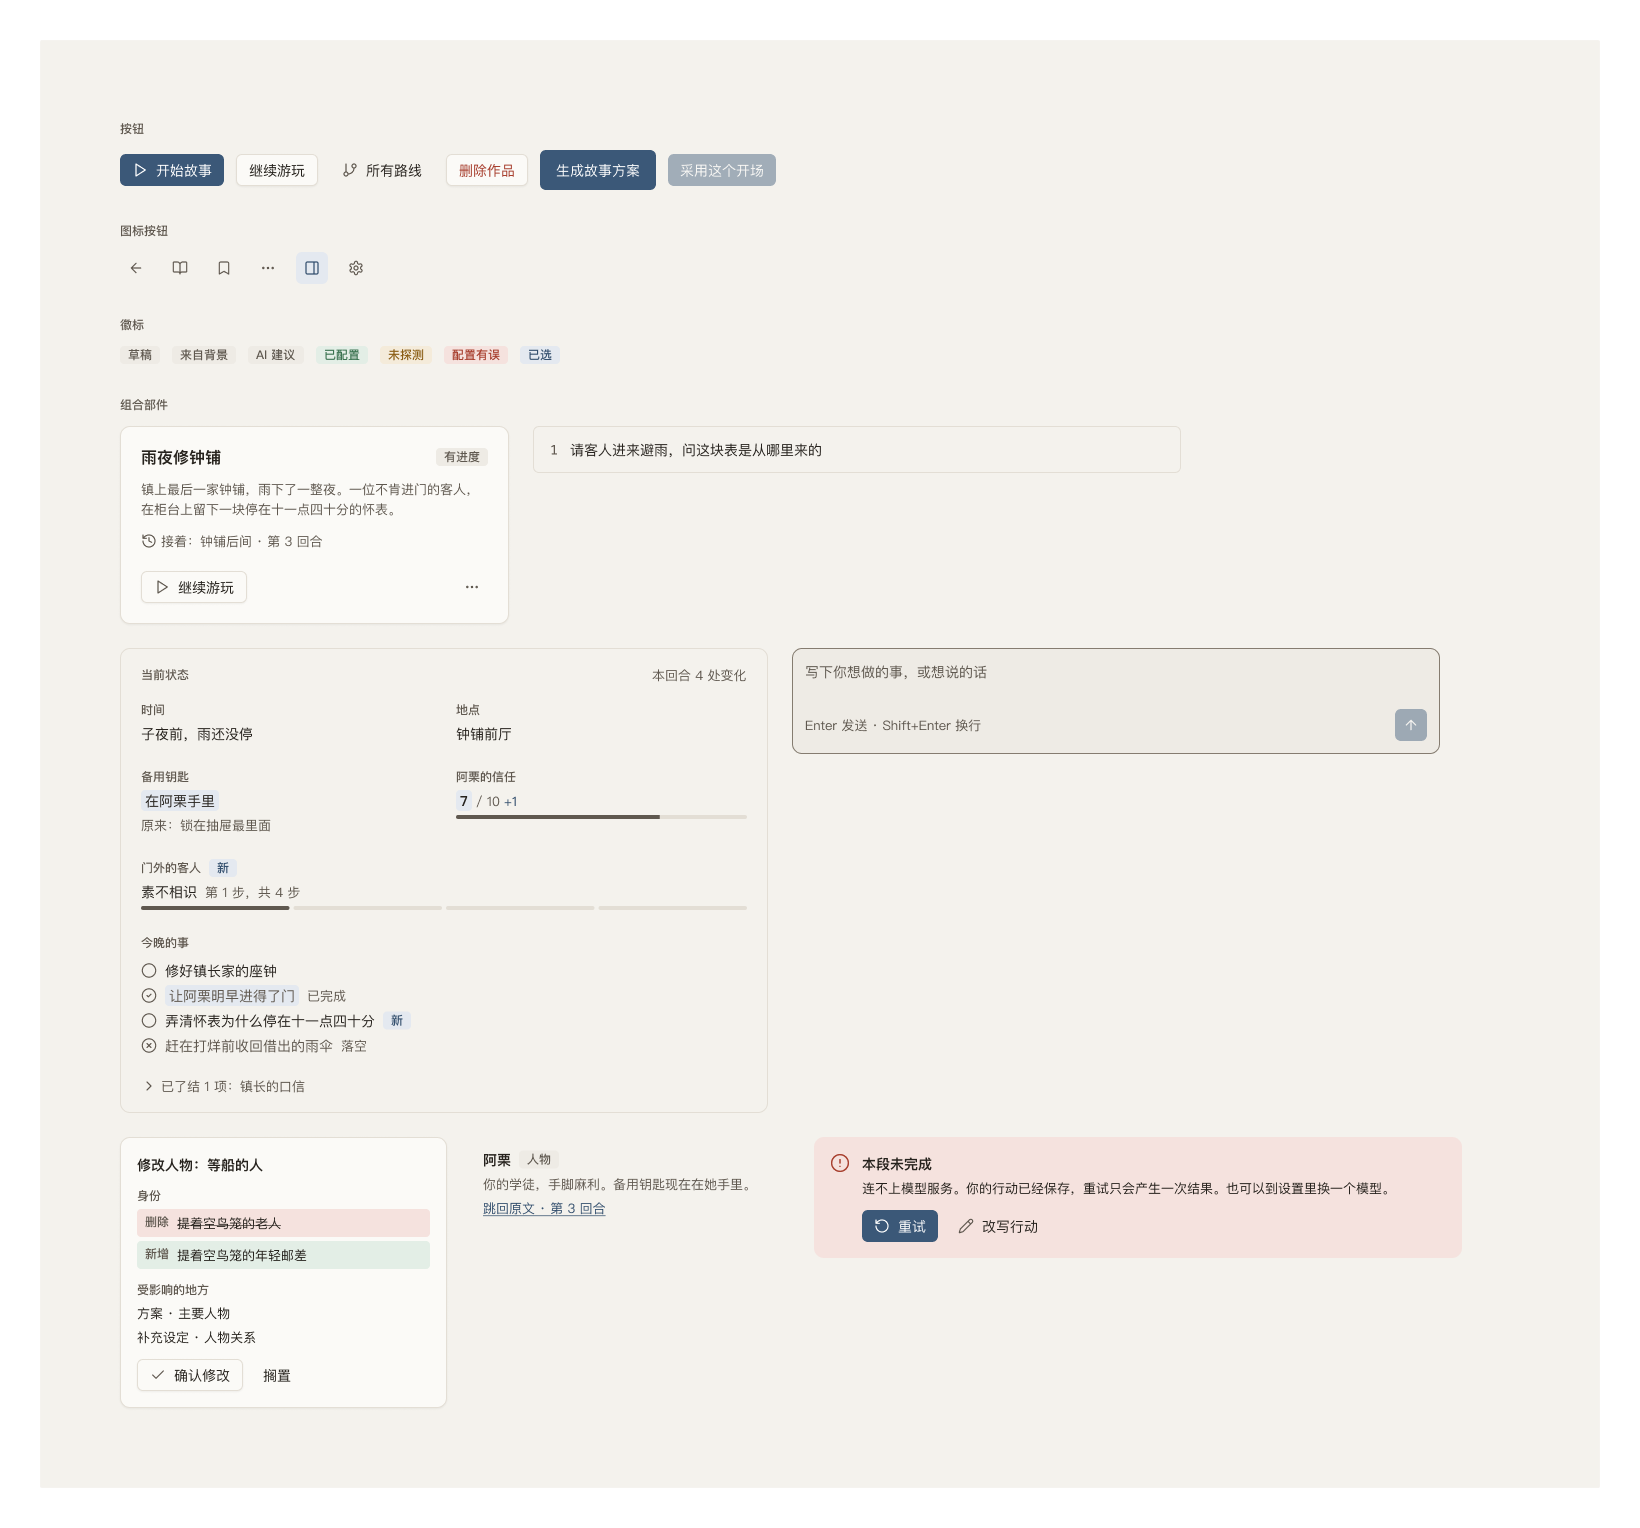 按钮
开始故事
继续游玩
所有路线
删除作品
生成故事方案
采用这个开场
图标按钮
徽标
草稿
来自背景
AI 建议
已配置
未探测
配置有误
已选
组合部件
雨夜修钟铺
有进度
镇上最后一家钟铺，雨下了一整夜。一位不肯进门的客人，
在柜台上留下一块停在十一点四十分的怀表。
接着：钟铺后间 · 第 3 回合
继续游玩
1 请客人进来避雨，问这块表是从哪里来的
当前状态
本回合 4 处变化
时间
子夜前，雨还没停
地点
钟铺前厅
备用钥匙
在阿栗手里
原来：锁在抽屉最里面
阿栗的信任
7 / 10 +1
门外的客人 新
素不相识 第 1 步，共 4 步
今晚的事
修好镇长家的座钟
让阿栗明早进得了门 已完成
弄清怀表为什么停在十一点四十分 新
赶在打烊前收回借出的雨伞 落空
已了结 1 项：镇长的口信
写下你想做的事，或想说的话
Enter 发送 · Shift+Enter 换行
修改人物：等船的人
身份
删除 提着空鸟笼的老人
新增 提着空鸟笼的年轻邮差
受影响的地方
方案 · 主要人物
补充设定 · 人物关系
确认修改
搁置
阿栗 人物
你的学徒，手脚麻利。备用钥匙现在在她手里。
跳回原文 · 第 3 回合
本段未完成
连不上模型服务。你的行动已经保存，重试只会产生一次结果。也可以到设置里换一个模型。
重试
改写行动